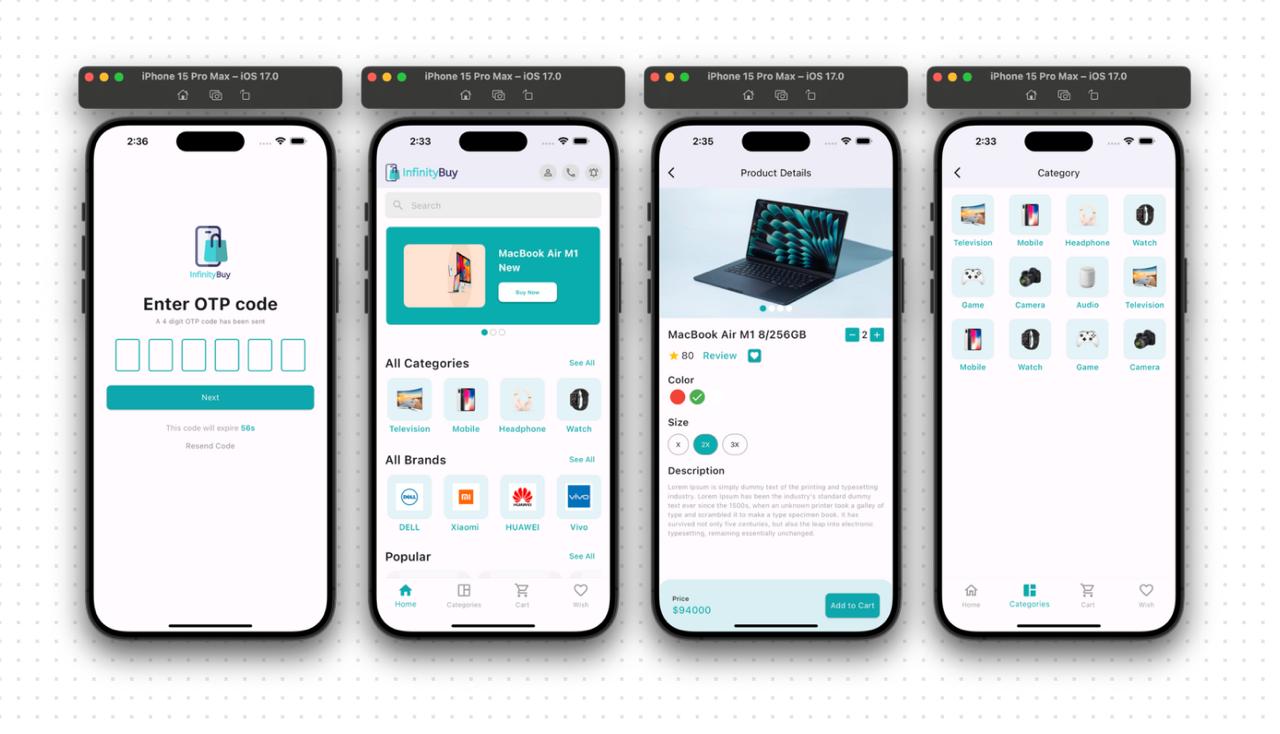 iPhone 15 Pro Max – iOS 17.0
2:36
InfinityBuy
Enter OTP code
A 4 digit OTP code has been sent
Next
This code will expire 56s
Resend Code
iPhone 15 Pro Max – iOS 17.0
2:33
InfinityBuy
Search
MacBook Air M1
New
Buy Now
All Categories See All
Television Mobile Headphone Watch
All Brands See All
DELL mi HUAWEI vivo
DELL Xiaomi HUAWEI Vivo
Popular See All
Home Categories Cart Wish
iPhone 15 Pro Max – iOS 17.0
2:35
Product Details
MacBook Air M1 8/256GB 2
80 Review
Color
Size
X 2X 3X
Description
Lorem Ipsum is simply dummy text of the printing and typesetting
industry. Lorem Ipsum has been the industry's standard dummy
text ever since the 1500s, when an unknown printer took a galley of
type and scrambled it to make a type specimen book. It has
survived not only five centuries, but also the leap into electronic
typesetting, remaining essentially unchanged.
Price
$94000
Add to Cart
iPhone 15 Pro Max – iOS 17.0
2:33
Category
Television Mobile Headphone Watch
Game Camera Audio Television
Mobile Watch Game Camera
Home Categories Cart Wish